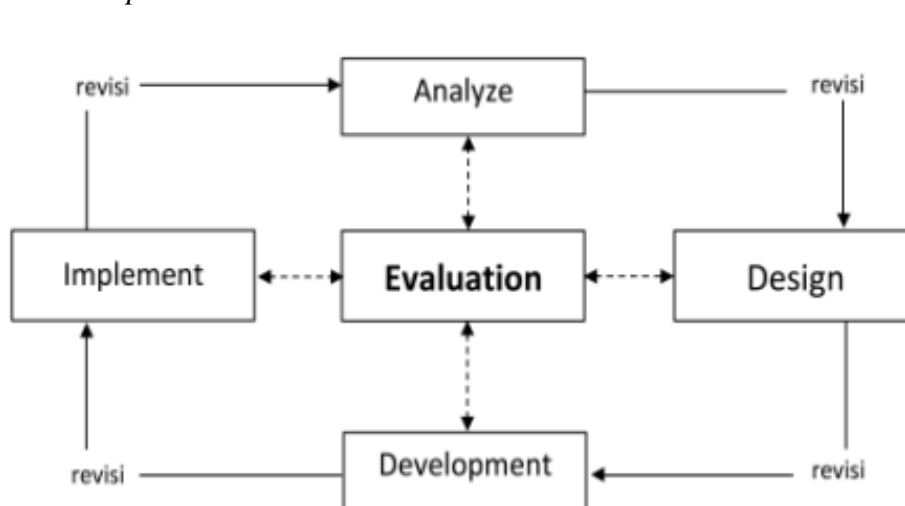 revisi
Analyze
revisi
Implement
Evaluation
Design
revisi
Development
revisi